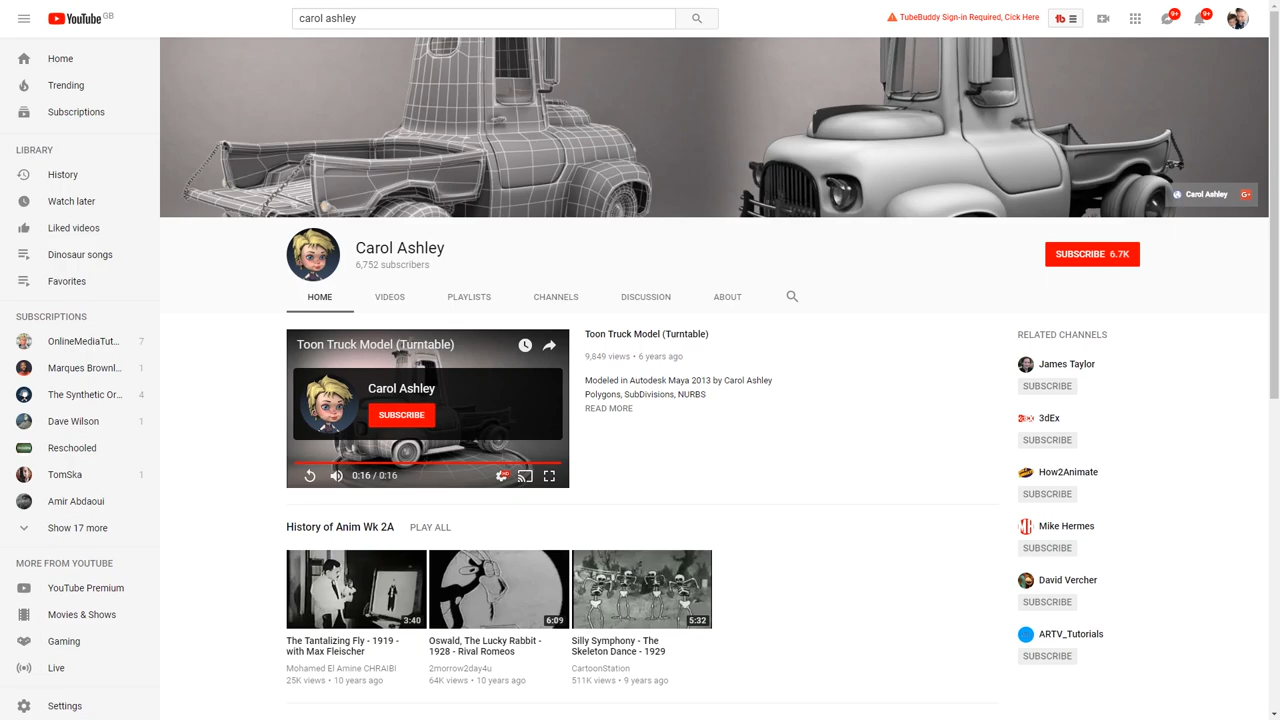 YouTube GB
carol ashley
TubeBuddy Sign-in Required, Cick Here
tb
9+
9+
Home
Trending
Subscriptions
LIBRARY
History
Watch later
Liked videos
Dinosaur songs
Favorites
SUBSCRIPTIONS
OnlineMediaTut... 7
Marques Brownl... 1
The Synthetic Or... 4
Dave Wilson 1
Reschooled
TomSka 1
Amir Abdaoui
Show 17 more
MORE FROM YOUTUBE
YouTube Premium
Movies & Shows
Gaming
Live
Settings
Carol Ashley G+
Carol Ashley
6,752 subscribers
SUBSCRIBE 6.7K
HOME VIDEOS PLAYLISTS CHANNELS DISCUSSION ABOUT
Toon Truck Model (Turntable)
Carol Ashley
SUBSCRIBE
0:16 / 0:16
HD
Toon Truck Model (Turntable)
9,849 views • 6 years ago
Modeled in Autodesk Maya 2013 by Carol Ashley
Polygons, SubDivisions, NURBS
READ MORE
History of Anim Wk 2A PLAY ALL
3:40
The Tantalizing Fly - 1919 -
with Max Fleischer
Mohamed El Amine CHRAIBI
25K views • 10 years ago
6:09
Oswald, The Lucky Rabbit -
1928 - Rival Romeos
2morrow2day4u
64K views • 10 years ago
5:32
Silly Symphony - The
Skeleton Dance - 1929
CartoonStation
511K views • 9 years ago
RELATED CHANNELS
James Taylor
SUBSCRIBE
3dEx
SUBSCRIBE
How2Animate
SUBSCRIBE
Mike Hermes
SUBSCRIBE
David Vercher
SUBSCRIBE
ARTV_Tutorials
SUBSCRIBE